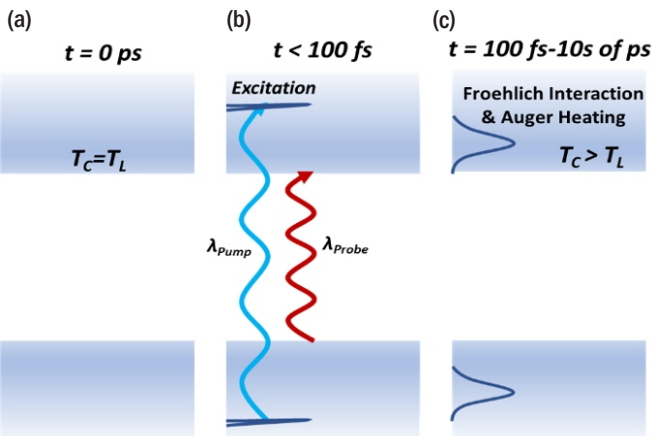 (a)
t = 0 ps
T_C=T_L
(b)
t < 100 fs
Excitation
λ_Pump
λ_Probe
(c)
t = 100 fs-10s of ps
Froehlich Interaction
& Auger Heating
T_C > T_L